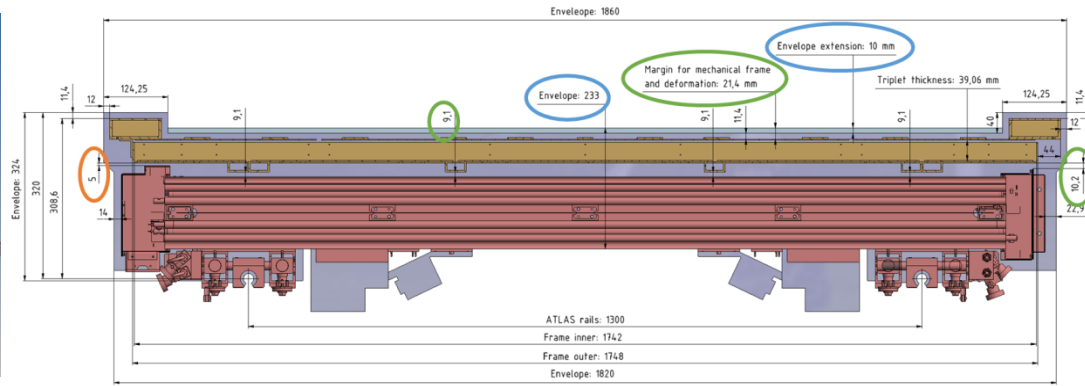 Enveleope: 1860
Envelope extension: 10 mm
Margin for mechanical frame
and deformation: 21,4 mm
Triplet thickness: 39,06 mm
Envelope: 233
11,4
124,25
12
9,1
9,1
11,4
9,1
9,1
40
124,25
11,4
12
44
Envelope: 324
320
308,6
5
14
10,2
22,9
ATLAS rails: 1300
Frame inner: 1742
Frame outer: 1748
Envelope: 1820